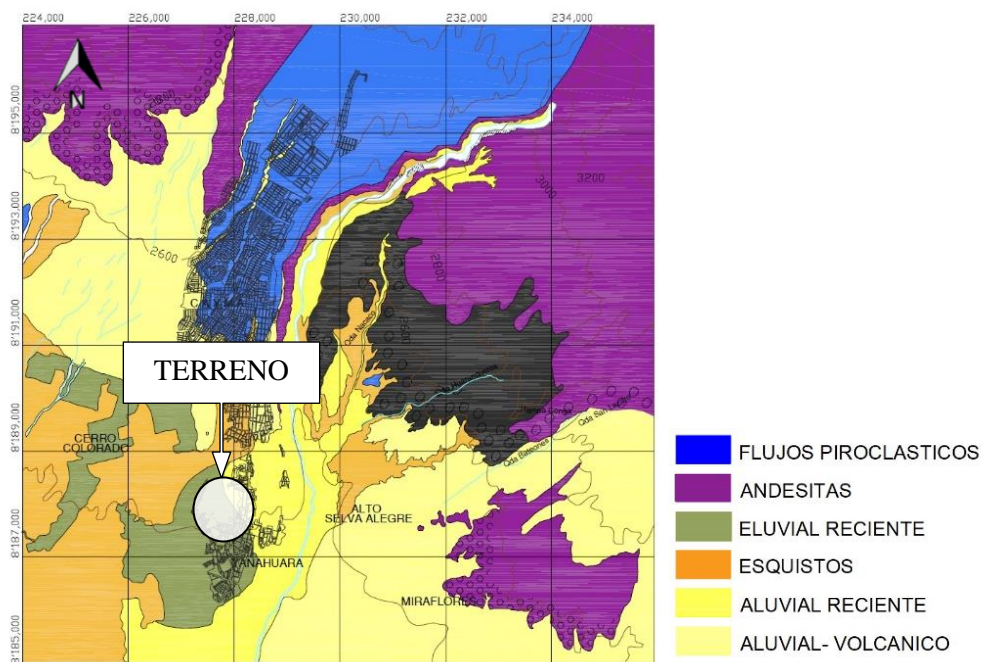 224,000 226,000 228,000 230,000 232,000 234,000
N
8'195,000
8'193,000
8'191,000
8'189,000
8'187,000
8'185,000
2600
3000
3200
2800
2600
CAYMA
TERRENO
CERRO
COLORADO
ALTO
SELVA ALEGRE
YANAHUARA
MIRAFLORES
FLUJOS PIROCLASTICOS
ANDESITAS
ELUVIAL RECIENTE
ESQUISTOS
ALUVIAL RECIENTE
ALUVIAL- VOLCANICO